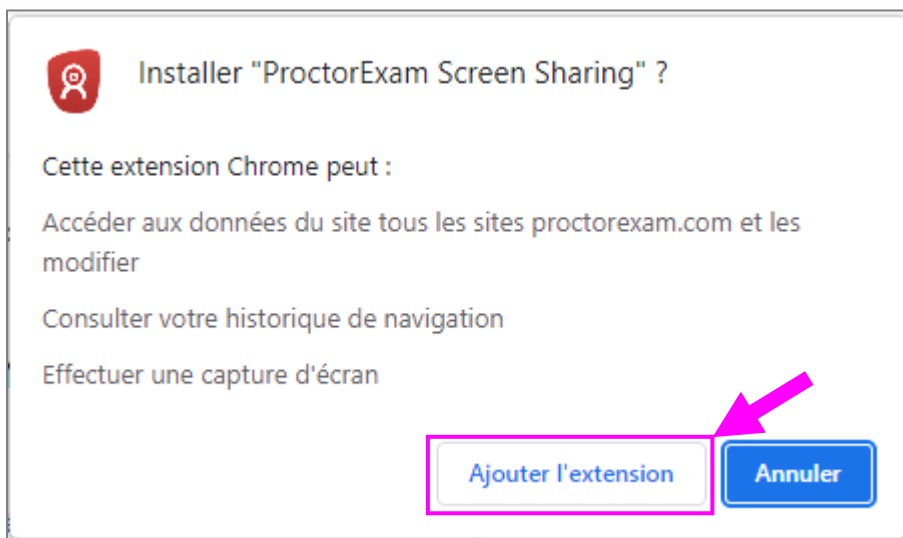 Installer "ProctorExam Screen Sharing" ?
Cette extension Chrome peut :
Accéder aux données du site tous les sites proctorexam.com et les
modifier
Consulter votre historique de navigation
Effectuer une capture d'écran
Ajouter l'extension
Annuler